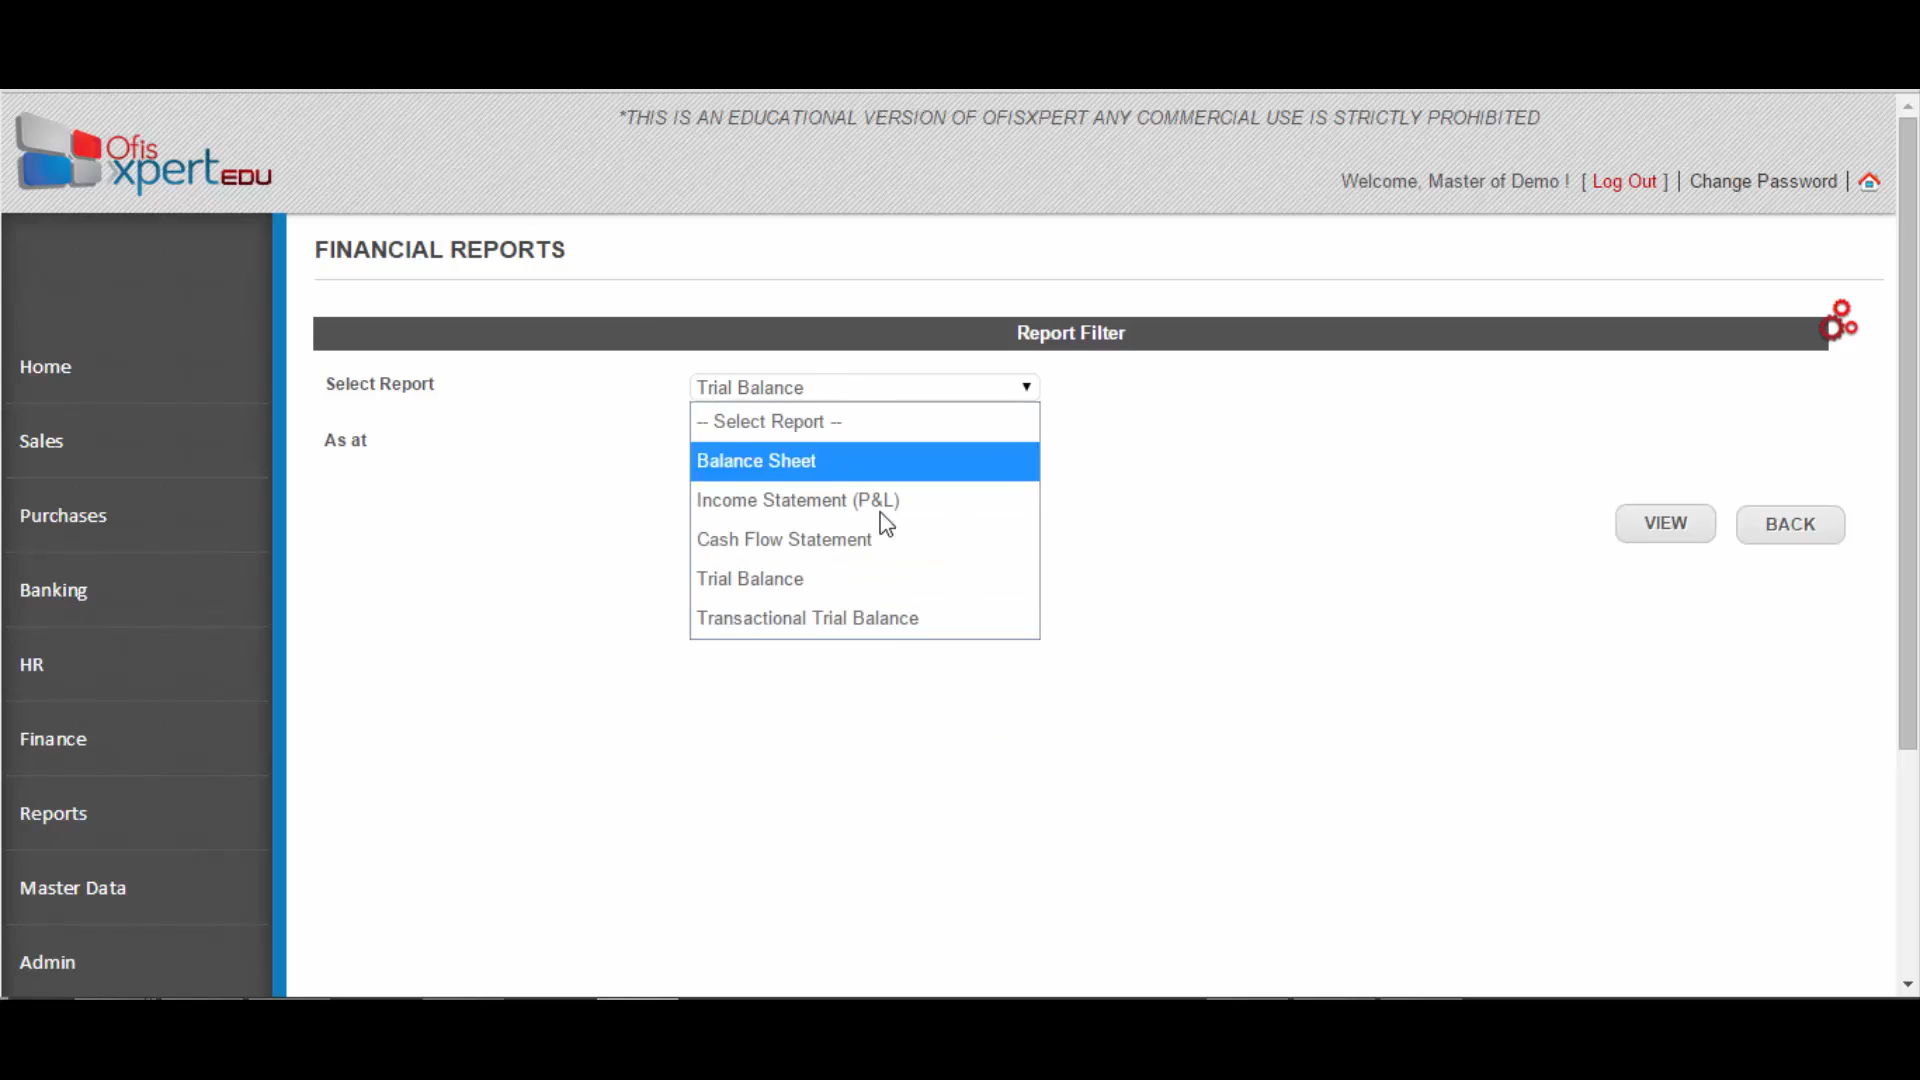 *THIS IS AN EDUCATIONAL VERSION OF OFISXPERT ANY COMMERCIAL USE IS STRICTLY PROHIBITED
Ofis
xpertEDU
Welcome, Master of Demo ! [ Log Out ] | Change Password |
FINANCIAL REPORTS
Report Filter
Home
Sales
Purchases
Banking
HR
Finance
Reports
Master Data
Admin
Select Report
Trial Balance
As at
-- Select Report --
Balance Sheet
Income Statement (P&L)
Cash Flow Statement
Trial Balance
Transactional Trial Balance
VIEW
BACK